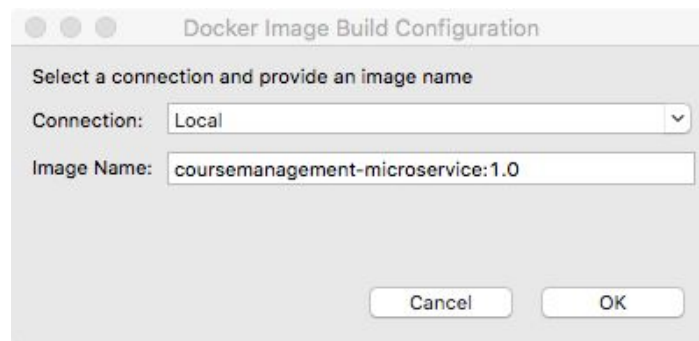 Docker Image Build Configuration
Select a connection and provide an image name
Connection: Local
Image Name: coursemanagement-microservice:1.0
Cancel OK